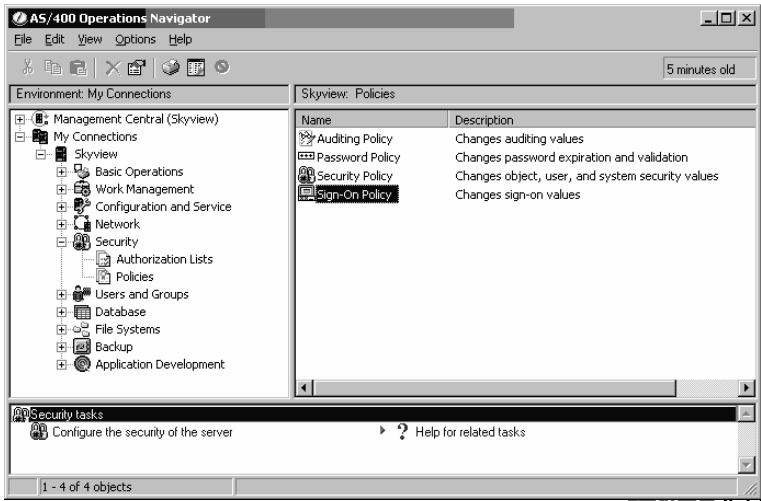 AS/400 Operations Navigator
File Edit View Options Help
5 minutes old
Environment: My Connections
Skyview: Policies
Management Central (Skyview)
My Connections
Skyview
Basic Operations
Work Management
Configuration and Service
Network
Security
Authorization Lists
Policies
Users and Groups
Database
File Systems
Backup
Application Development
Name Description
Auditing Policy Changes auditing values
Password Policy Changes password expiration and validation
Security Policy Changes object, user, and system security values
Sign-On Policy Changes sign-on values
Security tasks
Configure the security of the server
? Help for related tasks
1 - 4 of 4 objects